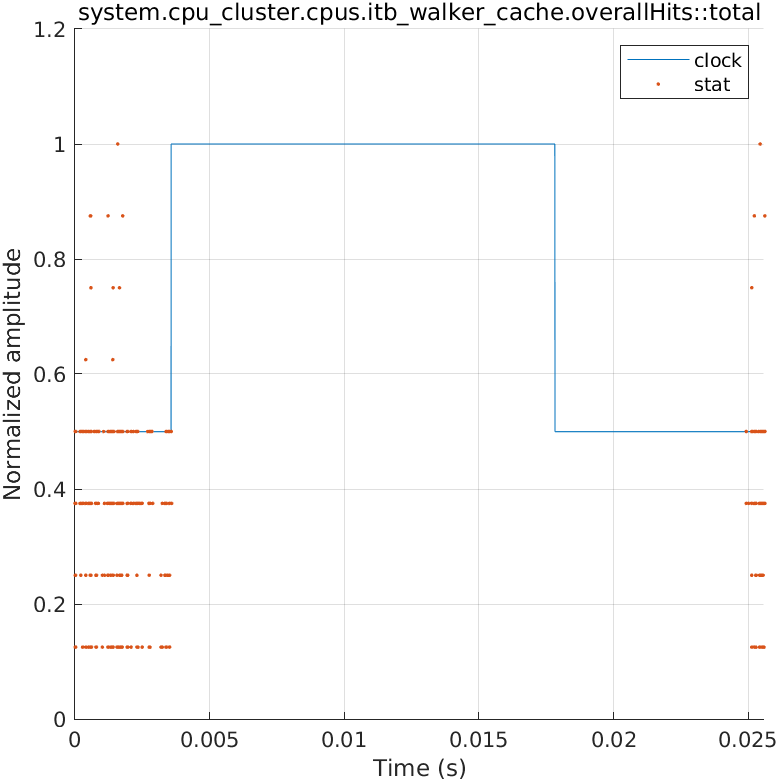 system.cpu_cluster.cpus.itb_walker_cache.overallHits::total
1.2
clock
stat
1
0.8
Normalized amplitude
0.6
0.4
0.2
0
0 0.005 0.01 0.015 0.02 0.025
Time (s)